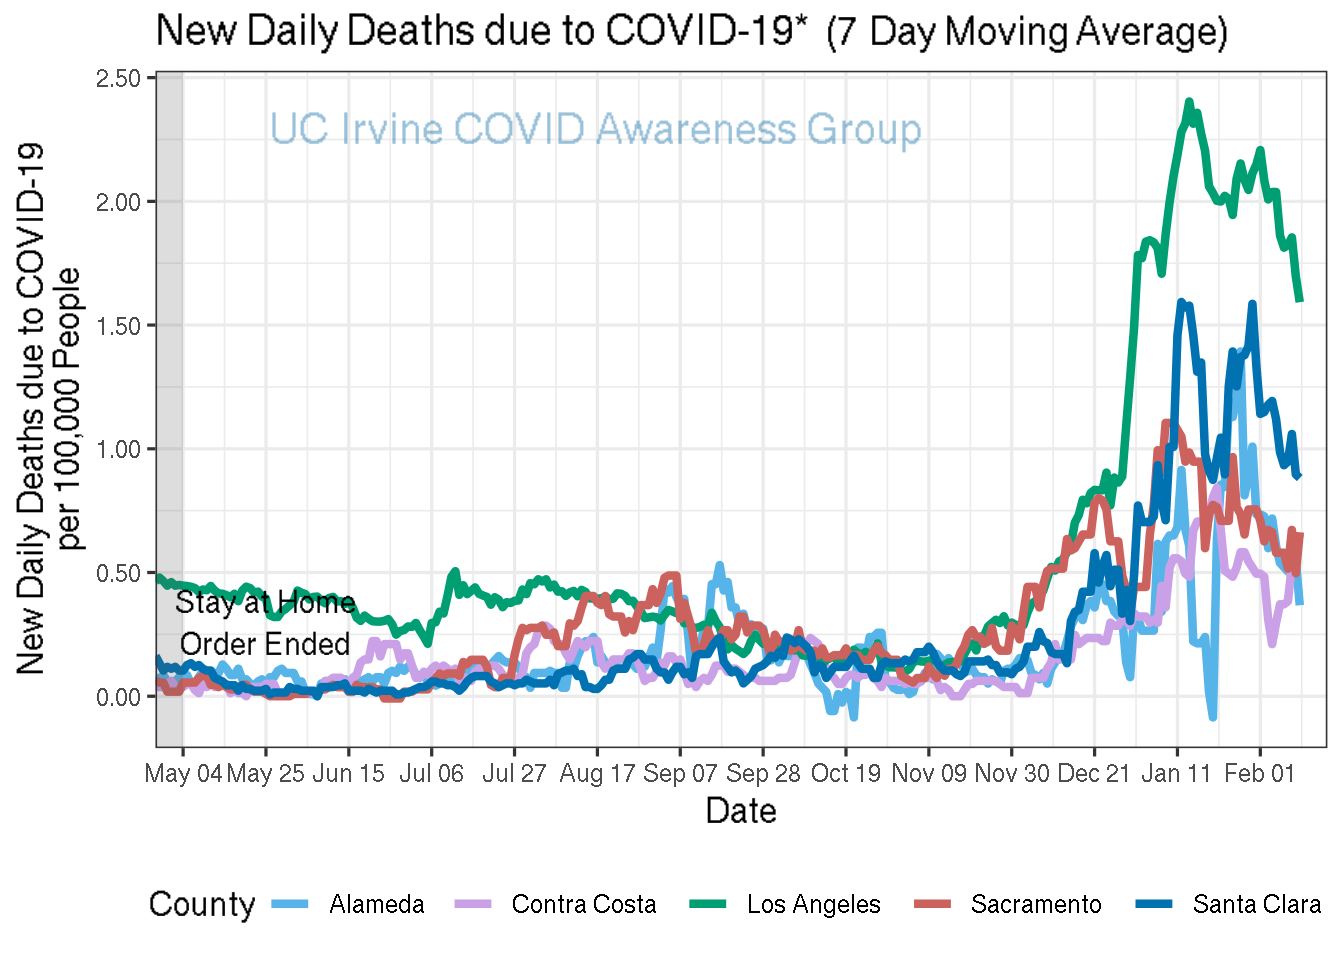 New Daily Deaths due to COVID-19* (7 Day Moving Average)
UC Irvine COVID Awareness Group
New Daily Deaths due to COVID-19
per 100,000 People
2.50
2.00
1.50
1.00
0.50
0.00
Stay at Home
Order Ended
May 04 May 25 Jun 15 Jul 06 Jul 27 Aug 17 Sep 07 Sep 28 Oct 19 Nov 09 Nov 30 Dec 21 Jan 11 Feb 01
Date
County Alameda Contra Costa Los Angeles Sacramento Santa Clara